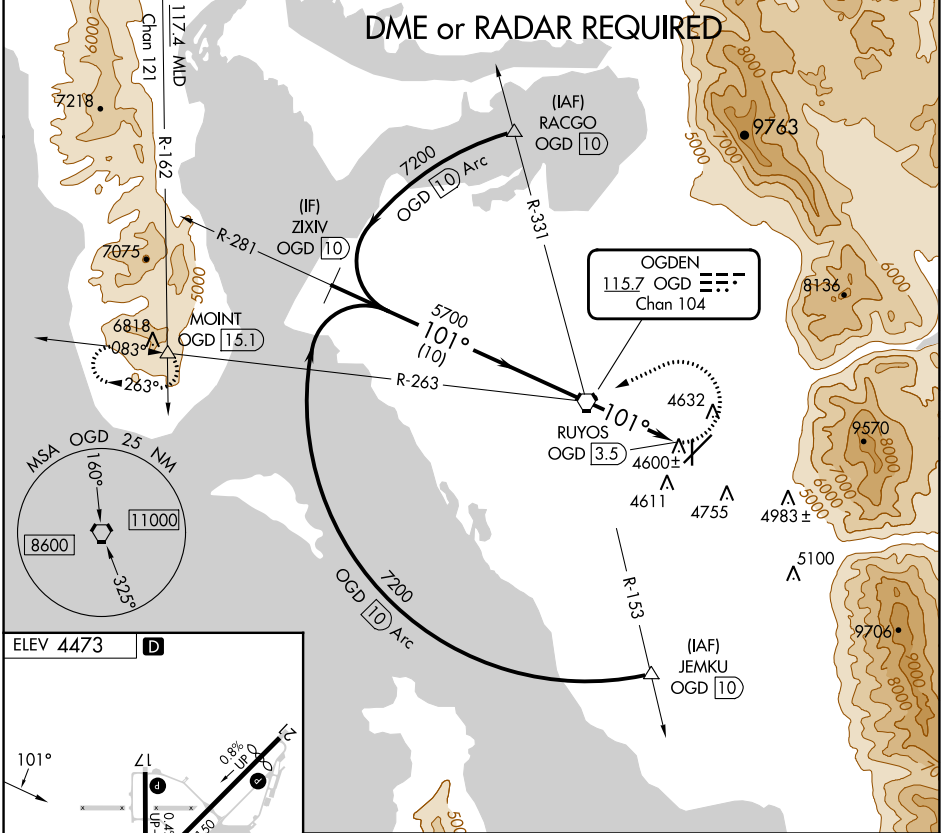 DME or RADAR REQUIRED
117.4 MLD
Chan 121
R-162
6000
7218
7075
5000
6818
083°
263°
MOINT
OGD 15.1
R-281
(IF)
ZIXIV
OGD 10
7200
OGD 10 Arc
(IAF)
RACGO
OGD 10
R-331
5700
101°
(10)
R-263
OGDEN
115.7 OGD
Chan 104
RUYOS
OGD 3.5
101°
4632
4600±
4611
4755
4983±
5100
R-153
7200
OGD 10 Arc
(IAF)
JEMKU
OGD 10
8000
9763
5000
7000
6000
8136
9570
8000
7000
6000
5000
9706
8000
MSA OGD 25 NM
160°
8600
11000
325°
ELEV 4473
D
101°
17
21
0.8%
UP
P
P
UP
150